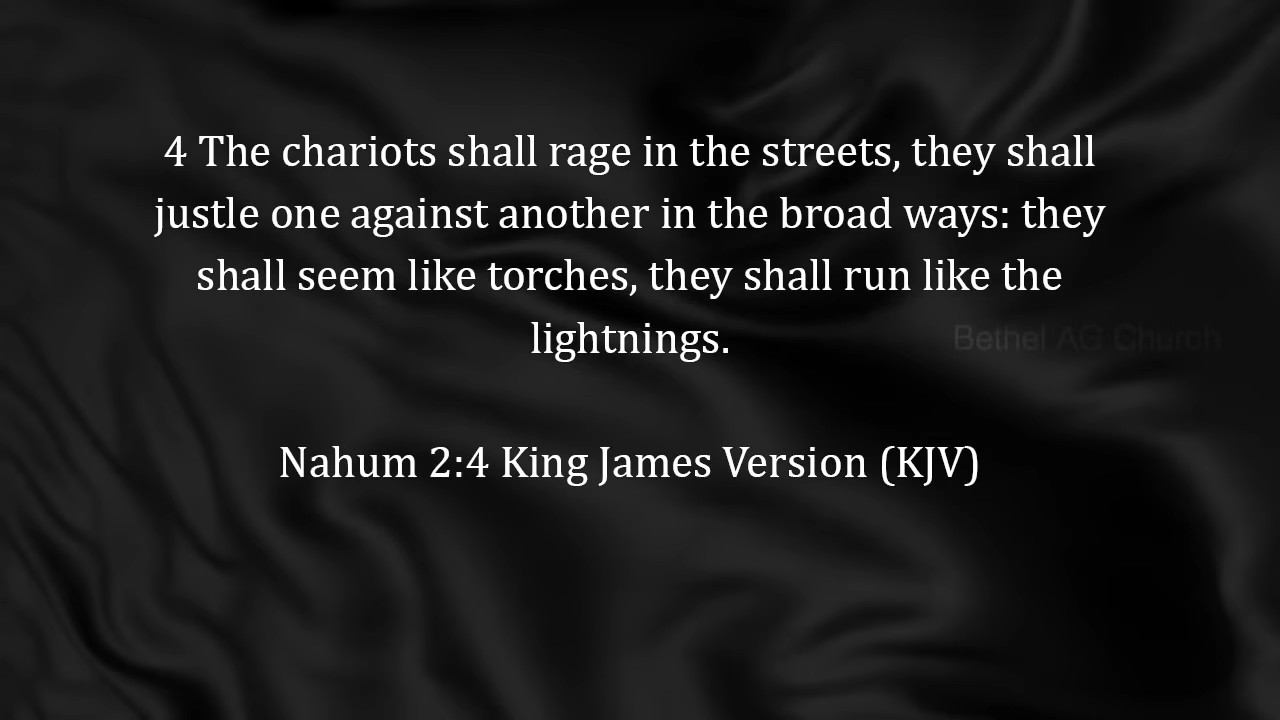 4 The chariots shall rage in the streets, they shall
justle one against another in the broad ways: they
shall seem like torches, they shall run like the
lightnings.
Bethel AG Church
Nahum 2:4 King James Version (KJV)